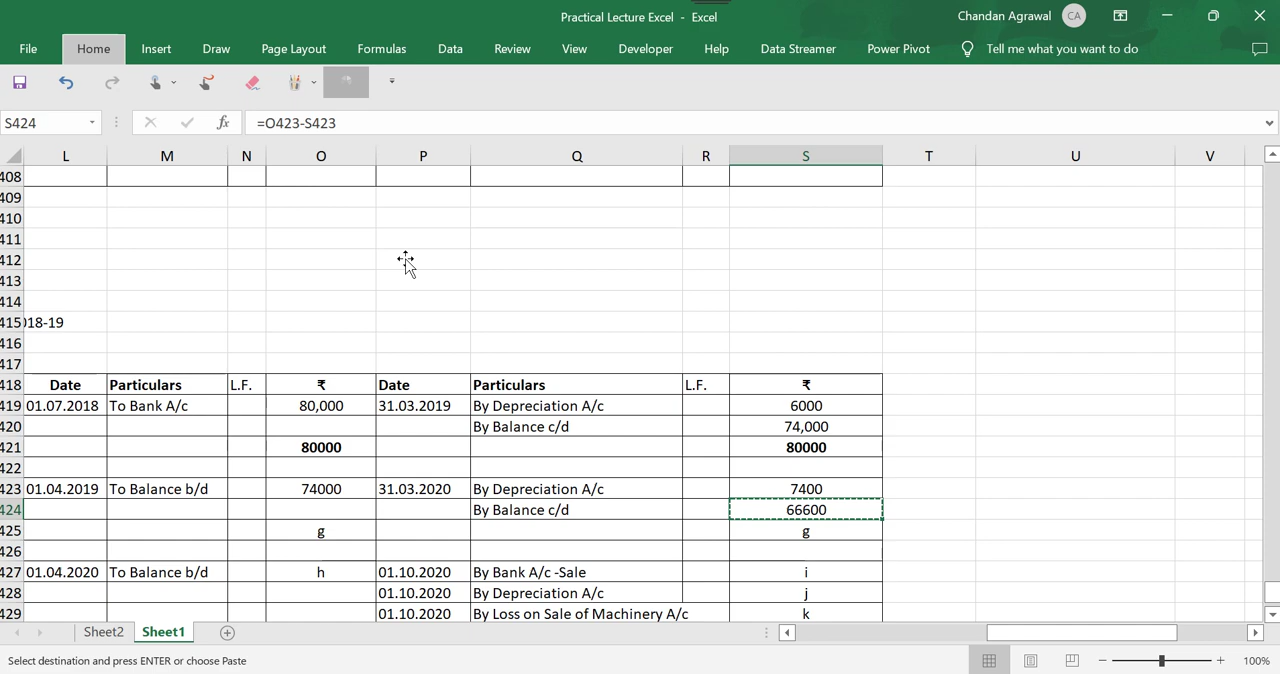 Practical Lecture Excel - Excel
Chandan Agrawal CA
File Home Insert Draw Page Layout Formulas Data Review View Developer Help Data Streamer Power Pivot Tell me what you want to do
S424 fx =O423-S423
L M N O P Q R S T U V
408
409
410
411
412
413
414
415 018-19
416
417
418 Date Particulars L.F. ₹ Date Particulars L.F. ₹
419 01.07.2018 To Bank A/c 80,000 31.03.2019 By Depreciation A/c 6000
420 By Balance c/d 74,000
421 80000 80000
422
423 01.04.2019 To Balance b/d 74000 31.03.2020 By Depreciation A/c 7400
424 By Balance c/d 66600
425 g g
426
427 01.04.2020 To Balance b/d h 01.10.2020 By Bank A/c -Sale i
428 01.10.2020 By Depreciation A/c j
429 01.10.2020 By Loss on Sale of Machinery A/c k
Sheet2 Sheet1
Select destination and press ENTER or choose Paste 100%